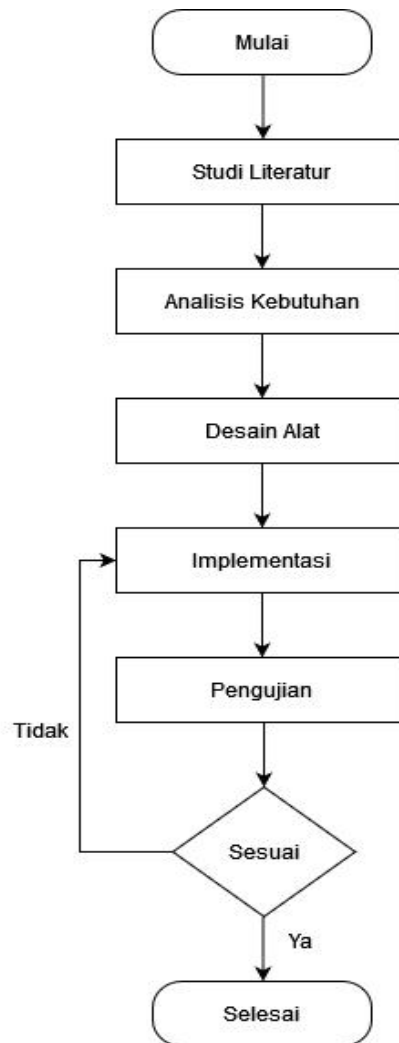 Mulai
Studi Literatur
Analisis Kebutuhan
Desain Alat
Implementasi
Pengujian
Tidak
Sesuai
Ya
Selesai